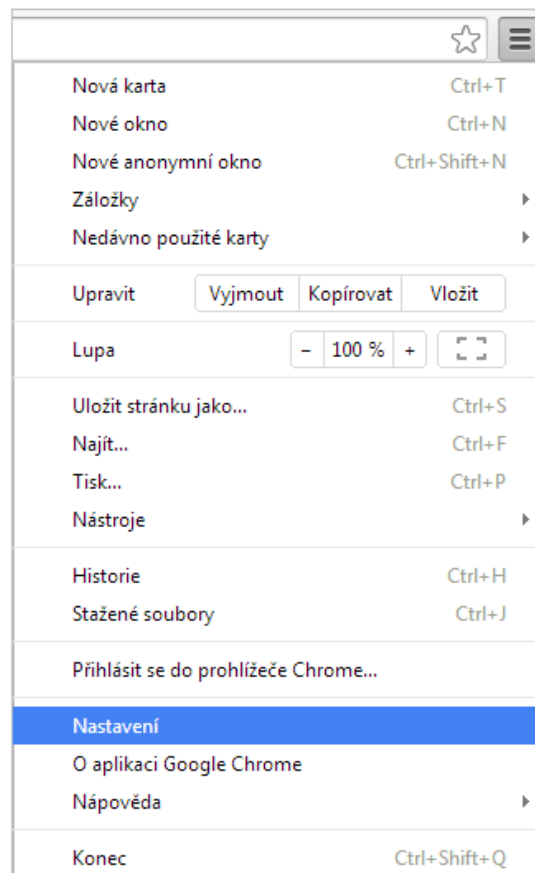 Nová karta Ctrl+T
Nové okno Ctrl+N
Nové anonymní okno Ctrl+Shift+N
Záložky
Nedávno použité karty
Upravit Vyjmout Kopírovat Vložit
Lupa − 100 % +
Uložit stránku jako... Ctrl+S
Najít... Ctrl+F
Tisk... Ctrl+P
Nástroje
Historie Ctrl+H
Stažené soubory Ctrl+J
Přihlásit se do prohlížeče Chrome...
Nastavení
O aplikaci Google Chrome
Nápověda
Konec Ctrl+Shift+Q